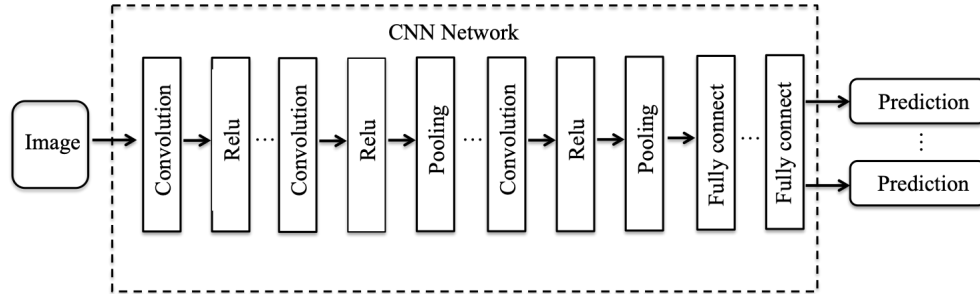 CNN Network
Image
Convolution
Relu
...
Convolution
Relu
Pooling
...
Convolution
Relu
Pooling
Fully connect
...
Fully connect
Prediction
...
Prediction